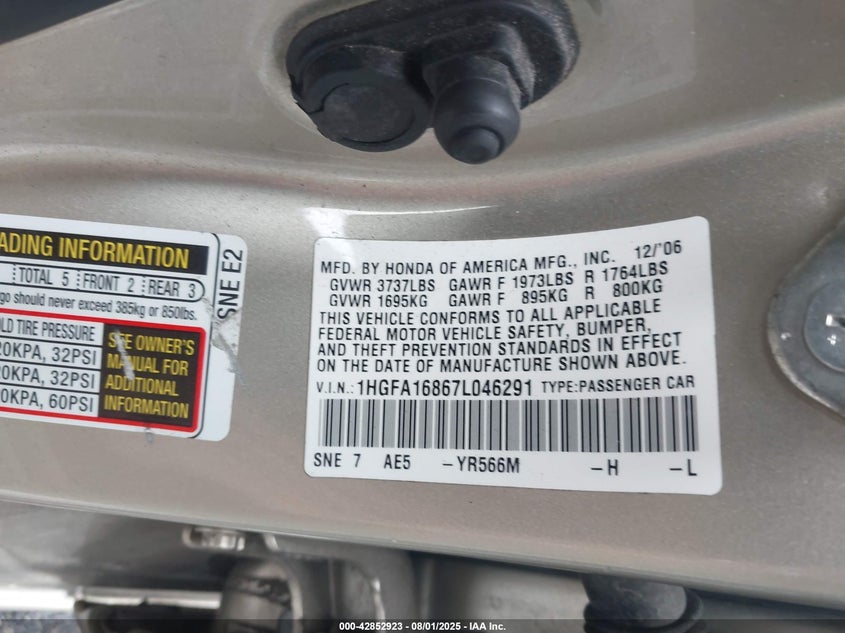 ADING INFORMATION
TOTAL 5 FRONT 2 REAR 3
go should never exceed 385kg or 850lbs.
OLD TIRE PRESSURE
20KPA, 32PSI
20KPA, 32PSI
0KPA, 60PSI
SEE OWNER'S
MANUAL FOR
ADDITIONAL
INFORMATION
SNE E2
MFD. BY HONDA OF AMERICA MFG., INC. 12/'06
GVWR 3737LBS GAWR F 1973LBS R 1764LBS
GVWR 1695KG GAWR F 895KG R 800KG
THIS VEHICLE CONFORMS TO ALL APPLICABLE
FEDERAL MOTOR VEHICLE SAFETY, BUMPER,
AND THEFT PREVENTION STANDARDS IN EFFECT
ON THE DATE OF MANUFACTURE SHOWN ABOVE.
V.I.N.: 1HGFA16867L046291 TYPE:PASSENGER CAR
SNE 7 AE5 -YR566M -H -L
000-42852923 - 08/01/2025 - IAA Inc.